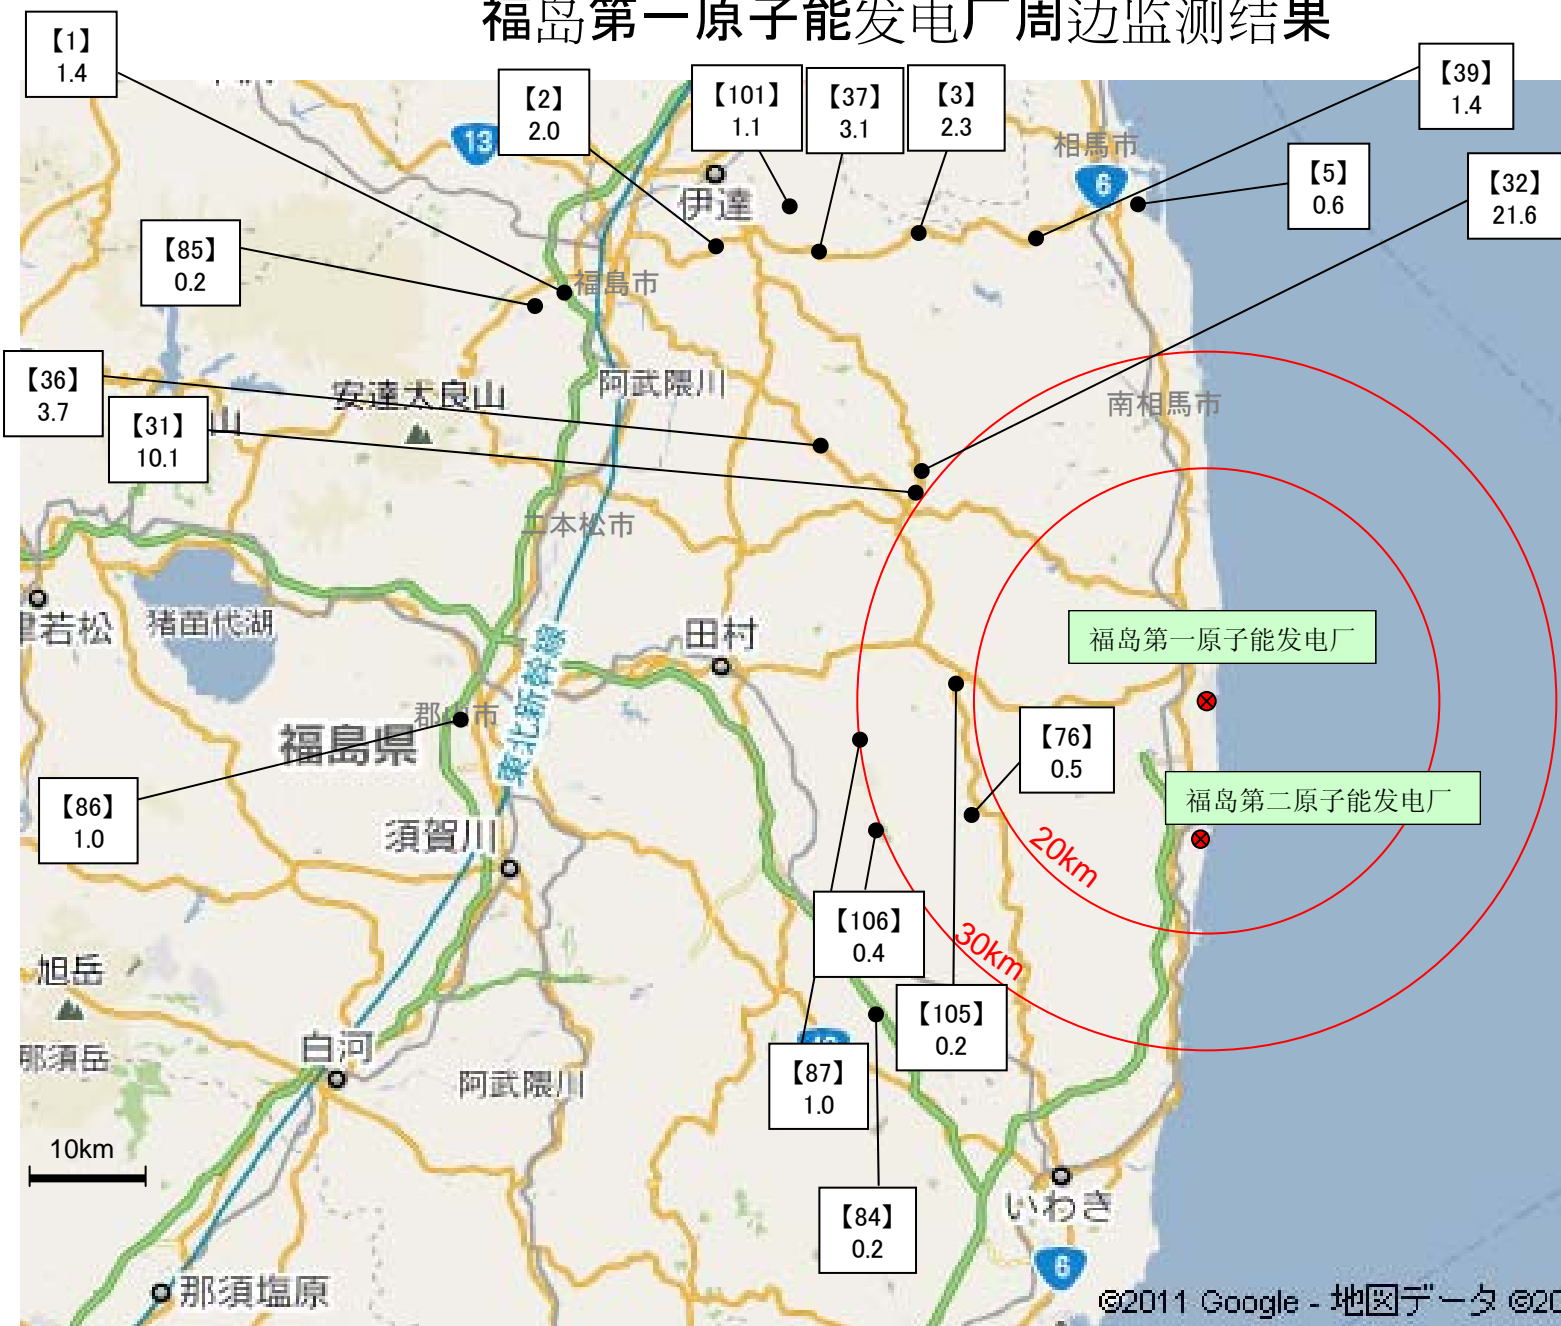 福岛第一原子能发电厂周边监测结果
【1】
1.4
【2】
2.0
【101】
1.1
【37】
3.1
【3】
2.3
【39】
1.4
【5】
0.6
【32】
21.6
13
6
相馬市
伊達
【85】
0.2
福島市
【36】
3.7
安達太良山
阿武隈川
南相馬市
【31】
10.1
山
二本松市
若松
猪苗代湖
田村
福岛第一原子能发电厂
東北新幹線
郡山市
福島県
【76】
0.5
福岛第二原子能发电厂
【86】
1.0
須賀川
20km
【106】
0.4
30km
旭岳
【105】
0.2
那須岳
白河
阿武隈川
【87】
1.0
10km
【84】
0.2
いわき
6
那須塩原
©2011 Google - 地図データ ©20